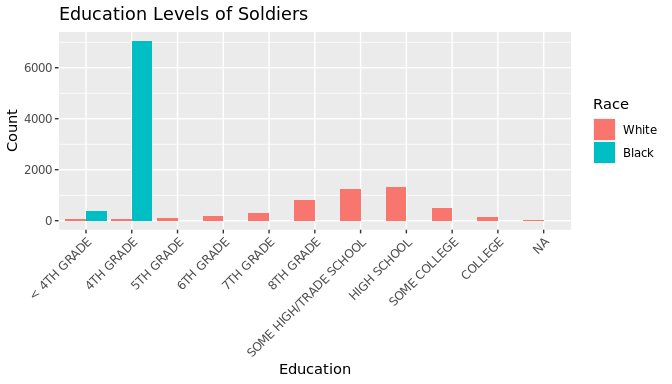 Education Levels of Soldiers
Count
6000
4000
2000
0
< 4TH GRADE
4TH GRADE
5TH GRADE
6TH GRADE
7TH GRADE
8TH GRADE
SOME HIGH/TRADE SCHOOL
HIGH SCHOOL
SOME COLLEGE
COLLEGE
NA
Education
Race
White
Black